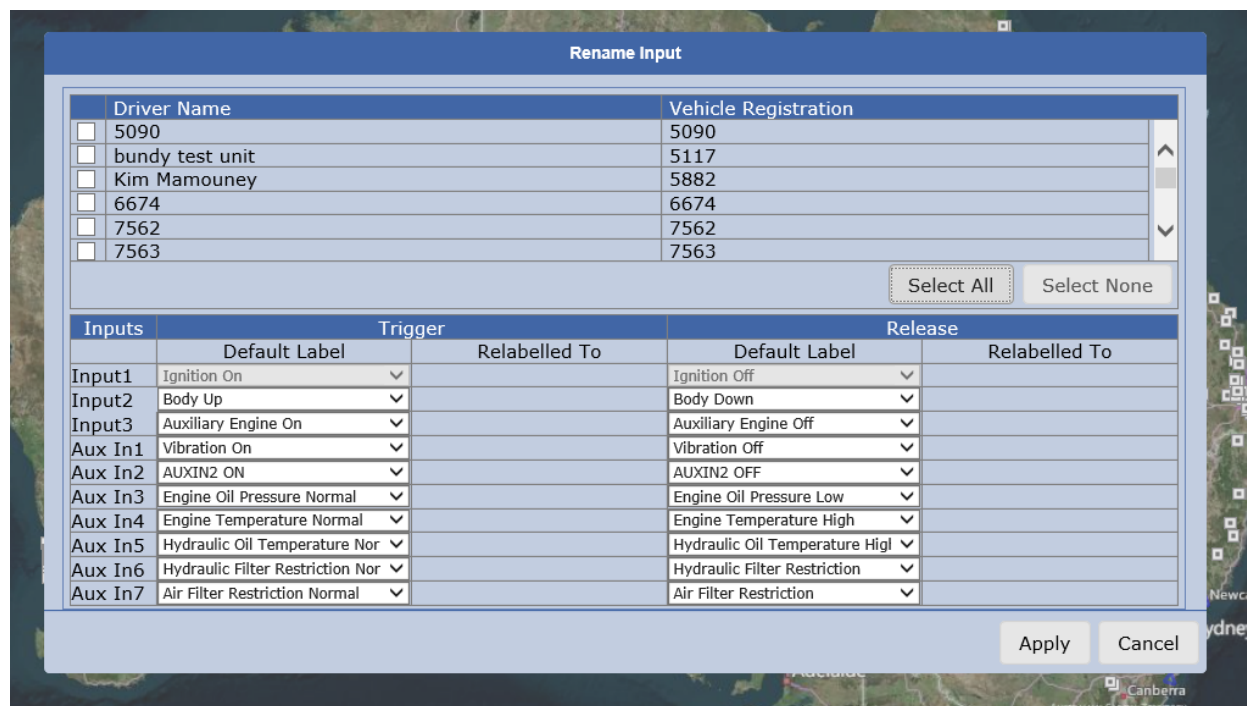 Rename Input
Driver Name Vehicle Registration
5090 5090
bundy test unit 5117
Kim Mamouney 5882
6674 6674
7562 7562
7563 7563
Select All Select None
Inputs Trigger Release
Default Label Relabelled To Default Label Relabelled To
Input1 Ignition On Ignition Off
Input2 Body Up Body Down
Input3 Auxiliary Engine On Auxiliary Engine Off
Aux In1 Vibration On Vibration Off
Aux In2 AUXIN2 ON AUXIN2 OFF
Aux In3 Engine Oil Pressure Normal Engine Oil Pressure Low
Aux In4 Engine Temperature Normal Engine Temperature High
Aux In5 Hydraulic Oil Temperature Nor Hydraulic Oil Temperature Higl
Aux In6 Hydraulic Filter Restriction Nor Hydraulic Filter Restriction
Aux In7 Air Filter Restriction Normal Air Filter Restriction
Newc
ydney
Apply Cancel
Canberra